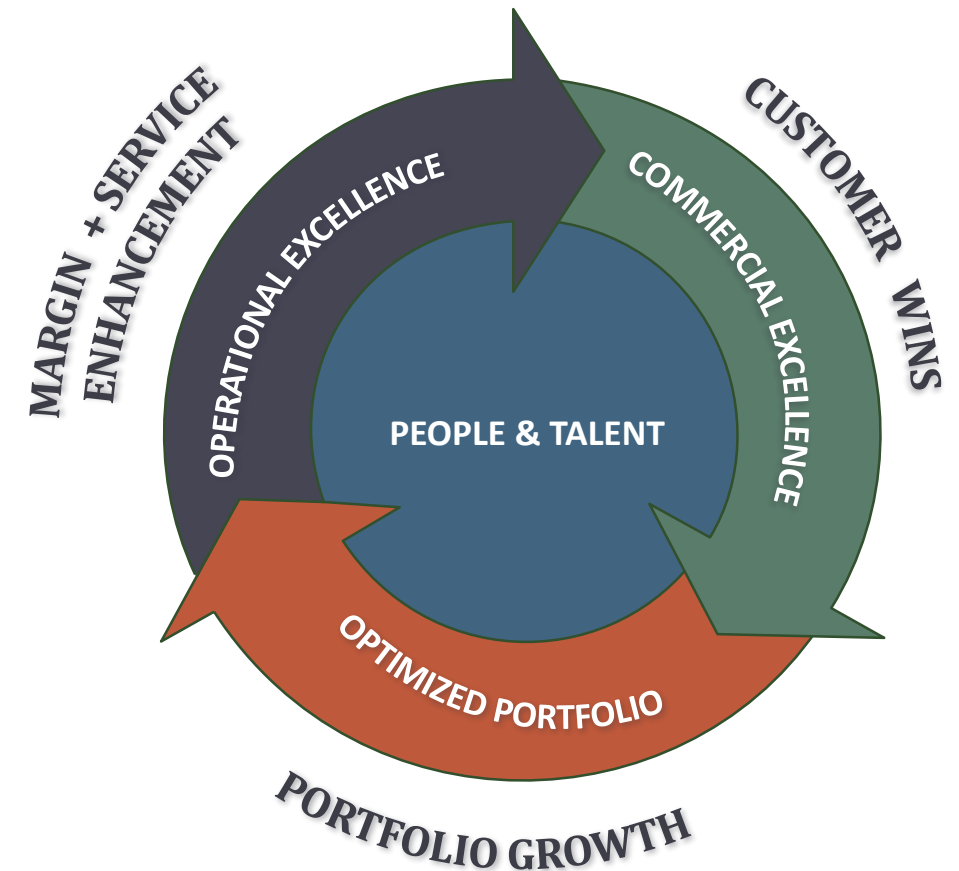 MARGIN + SERVICE
ENHANCEMENT
OPERATIONAL EXCELLENCE
CUSTOMER WINS
COMMERCIAL EXCELLENCE
PEOPLE & TALENT
OPTIMIZED PORTFOLIO
PORTFOLIO GROWTH